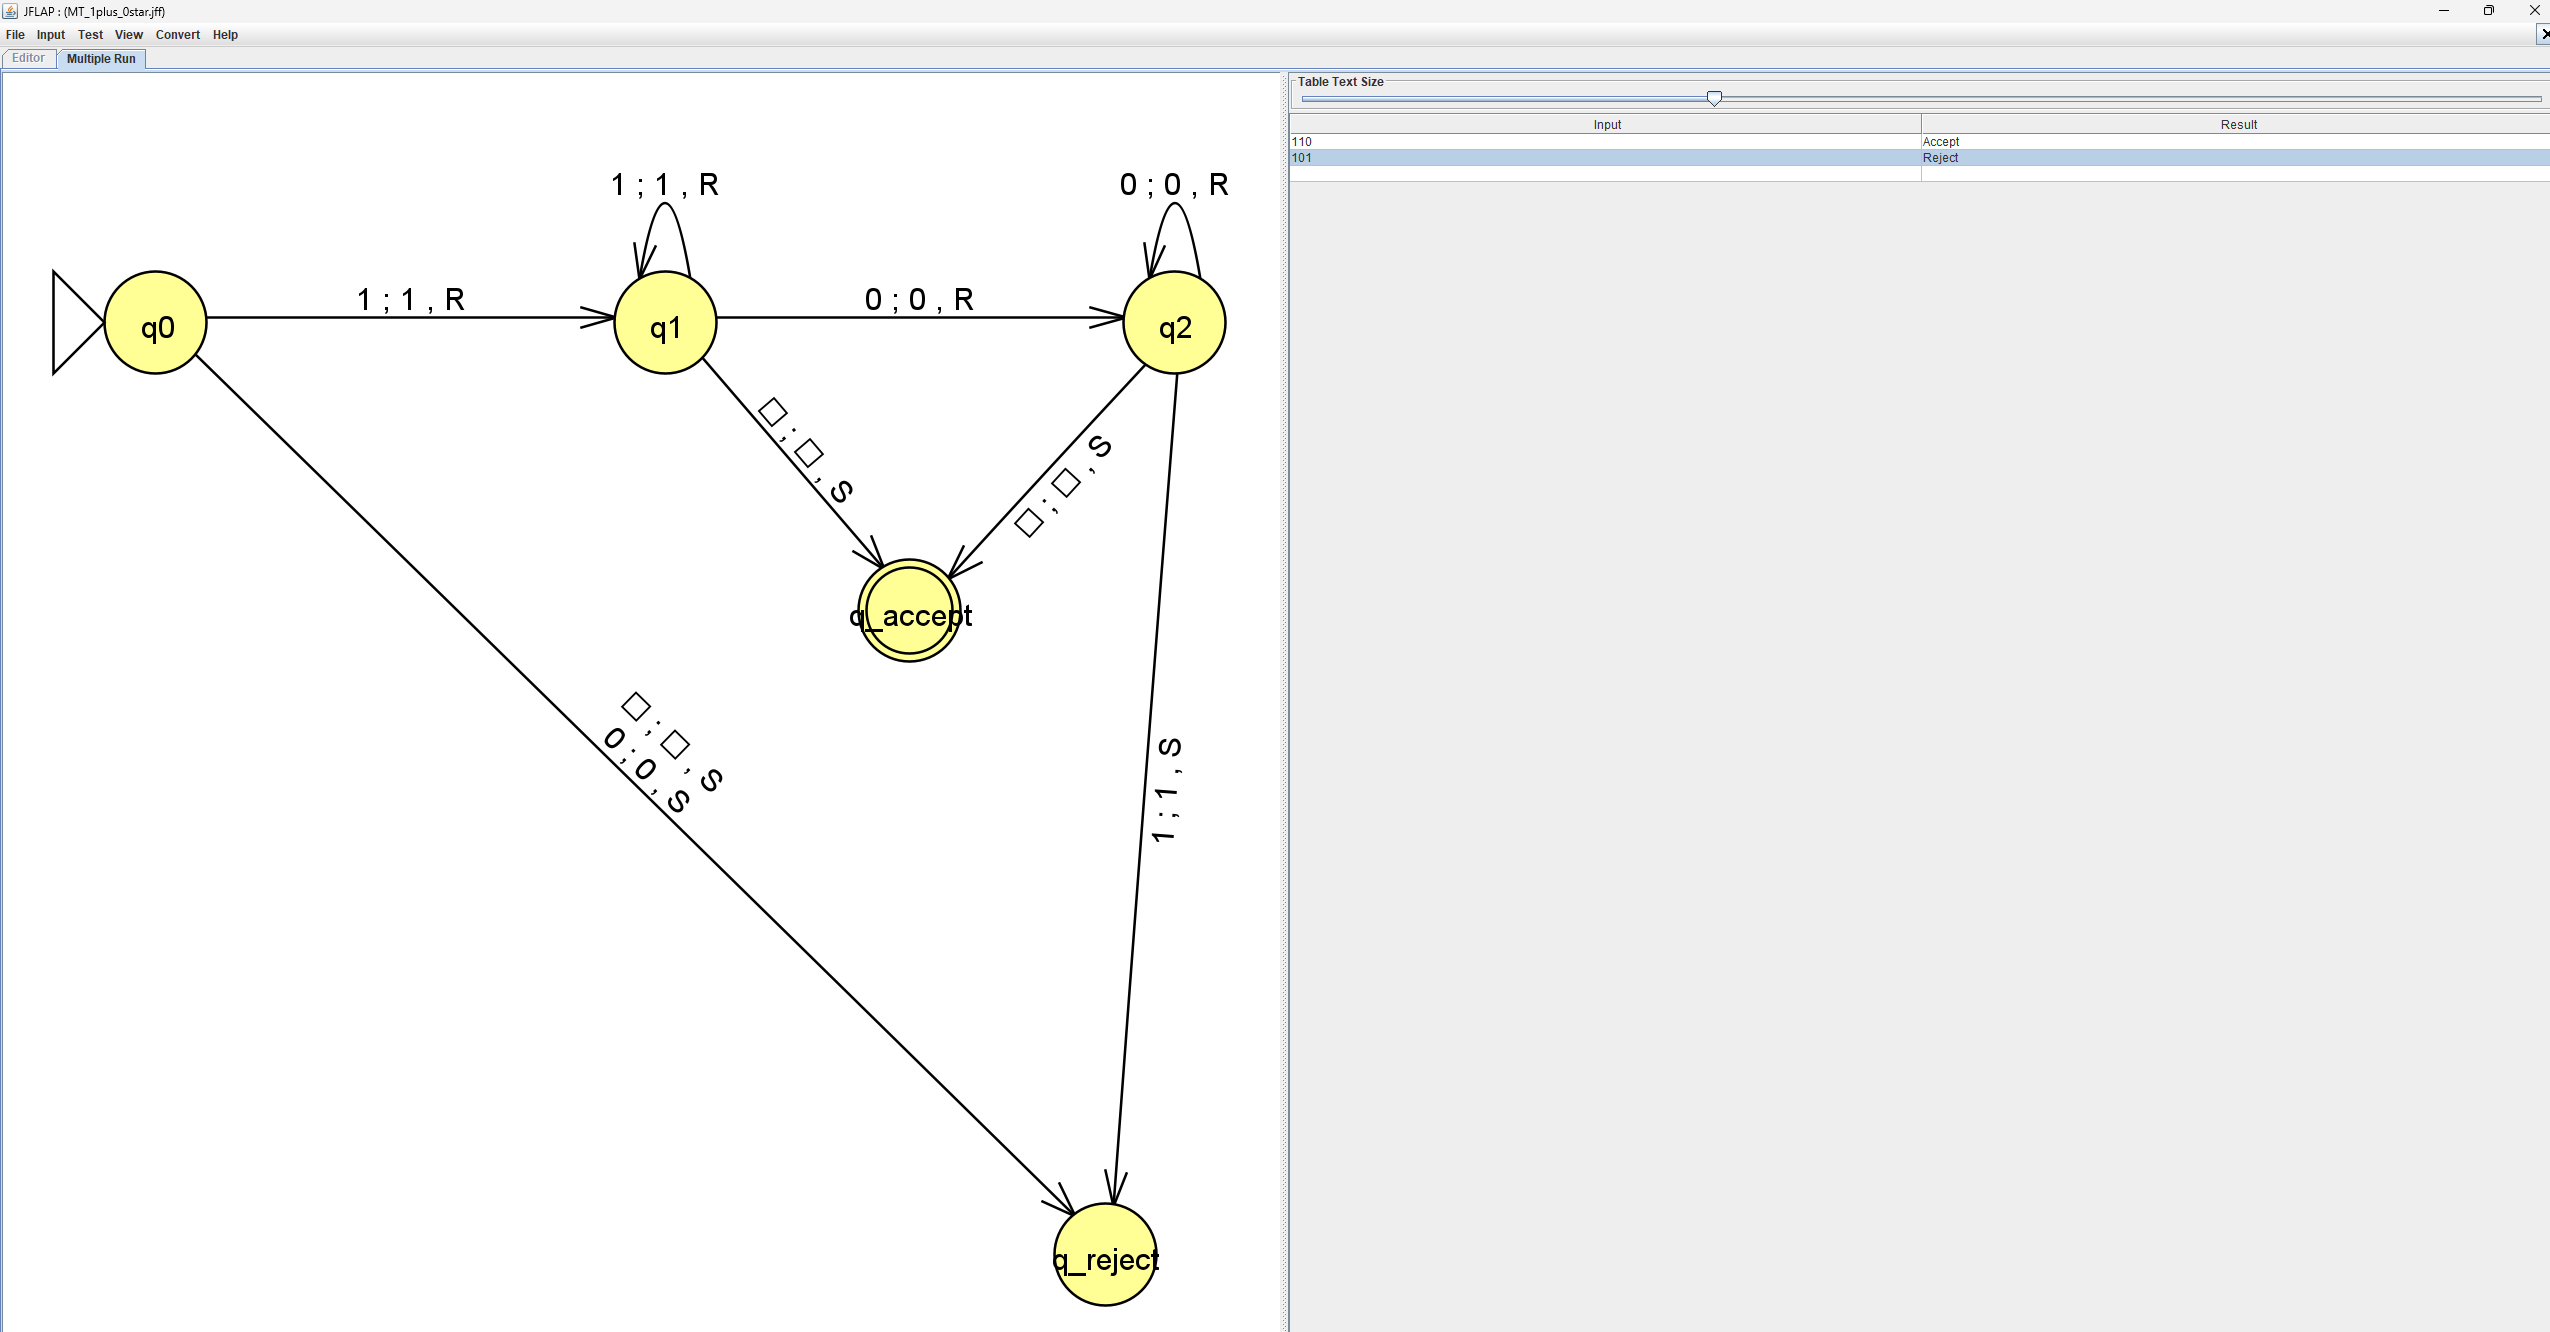 JFLAP : (MT_1plus_0star.jff)
File Input Test View Convert Help
Editor Multiple Run
Table Text Size
Input Result
110 Accept
101 Reject
1 ; 1 , R
0 ; 0 , R
1 ; 1 , R
0 ; 0 , R
q0
q1
q2
□ ; □ , S
□ ; □ , S
q_accept
□ ; □ , S
0 ; 0 , S
1 ; 1 , S
q_reject